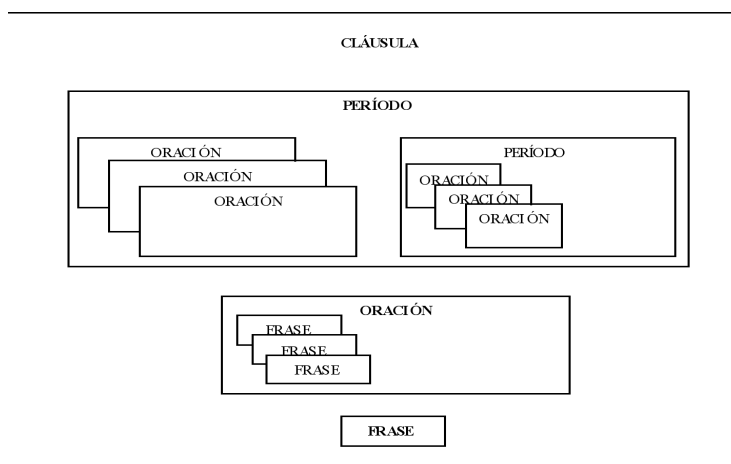 CLÁUSULA
PERÍODO
ORACIÓN
ORACIÓN
ORACIÓN
PERÍODO
ORACIÓN
ORACIÓN
ORACIÓN
ORACIÓN
FRASE
FRASE
FRASE
FRASE